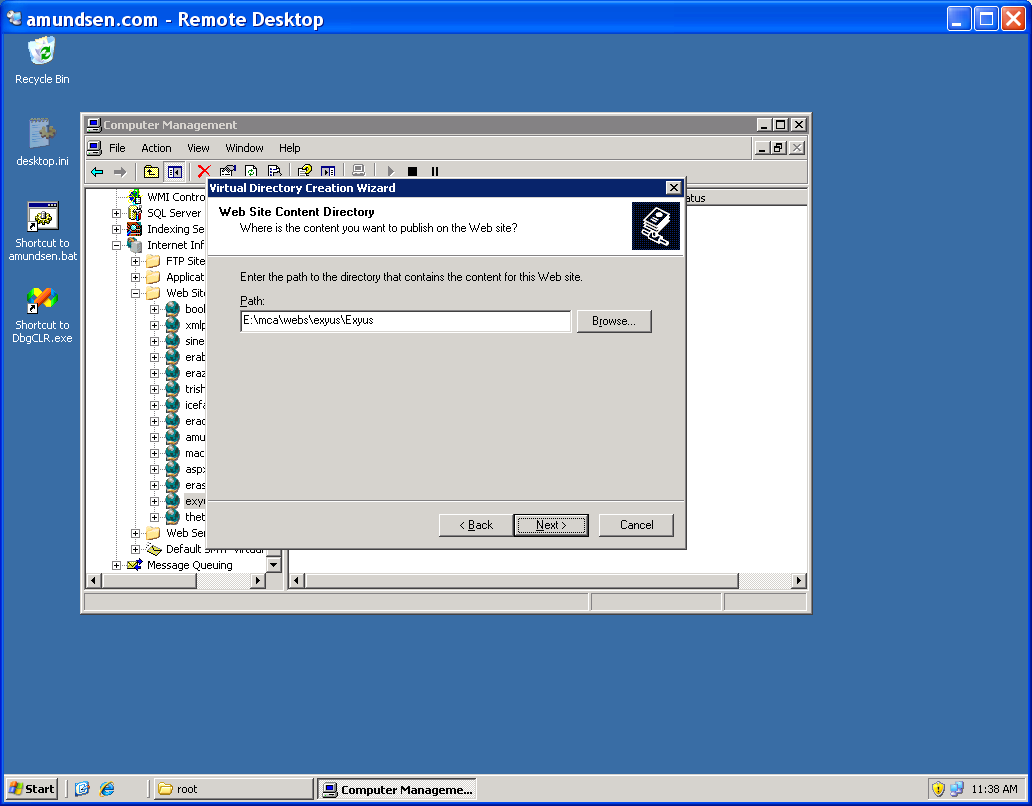 amundsen.com - Remote Desktop
Recycle Bin
desktop.ini
Shortcut to
amundsen.bat
Shortcut to
DbgCLR.exe
Computer Management
File Action View Window Help
WMI Contro
SQL Server
Indexing Se
Internet Inf
FTP Site
Applicat
Web Site
xmlp
sine
erab
eraz
trish
icefa
amu
mac
aspx
eras
exyu
thet
Web Ser
Default SMTP Virtual
Message Queuing
atus
Virtual Directory Creation Wizard
Web Site Content Directory
Where is the content you want to publish on the Web site?
Enter the path to the directory that contains the content for this Web site.
Path:
E:\mca\webs\exyus\Exyus
Browse...
< Back
Next >
Cancel
Start
root
Computer Manageme...
11:38 AM